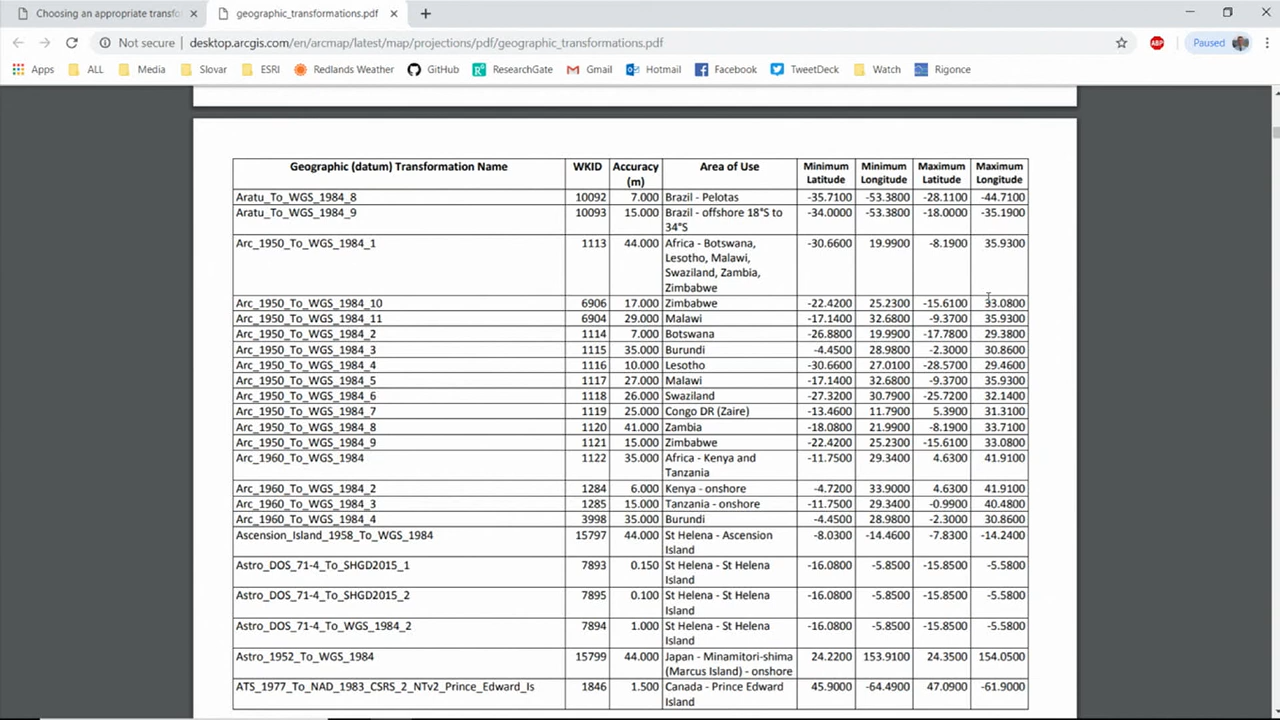 Choosing an appropriate transfo
geographic_transformations.pdf
Not secure
desktop.arcgis.com/en/arcmap/latest/map/projections/pdf/geographic_transformations.pdf
ABP
Paused
Apps ALL Media Slovar ESRI Redlands Weather GitHub ResearchGate Gmail Hotmail Facebook TweetDeck Watch Rigonce
Geographic (datum) Transformation Name WKID Accuracy (m) Area of Use Minimum Latitude Minimum Longitude Maximum Latitude Maximum Longitude
Aratu_To_WGS_1984_8 10092 7.000 Brazil - Pelotas -35.7100 -53.3800 -28.1100 -44.7100
Aratu_To_WGS_1984_9 10093 15.000 Brazil - offshore 18°S to -34.0000 -53.3800 -18.0000 -35.1900
34°S
Arc_1950_To_WGS_1984_1 1113 44.000 Africa - Botswana, -30.6600 19.9900 -8.1900 35.9300
Lesotho, Malawi,
Swaziland, Zambia,
Zimbabwe
Arc_1950_To_WGS_1984_10 6906 17.000 Zimbabwe -22.4200 25.2300 -15.6100 33.0800
Arc_1950_To_WGS_1984_11 6904 29.000 Malawi -17.1400 32.6800 -9.3700 35.9300
Arc_1950_To_WGS_1984_2 1114 7.000 Botswana -26.8800 19.9900 -17.7800 29.3800
Arc_1950_To_WGS_1984_3 1115 35.000 Burundi -4.4500 28.9800 -2.3000 30.8600
Arc_1950_To_WGS_1984_4 1116 10.000 Lesotho -30.6600 27.0100 -28.5700 29.4600
Arc_1950_To_WGS_1984_5 1117 27.000 Malawi -17.1400 32.6800 -9.3700 35.9300
Arc_1950_To_WGS_1984_6 1118 26.000 Swaziland -27.3200 30.7900 -25.7200 32.1400
Arc_1950_To_WGS_1984_7 1119 25.000 Congo DR (Zaire) -13.4600 11.7900 5.3900 31.3100
Arc_1950_To_WGS_1984_8 1120 41.000 Zambia -18.0800 21.9900 -8.1900 33.7100
Arc_1950_To_WGS_1984_9 1121 15.000 Zimbabwe -22.4200 25.2300 -15.6100 33.0800
Arc_1960_To_WGS_1984 1122 35.000 Africa - Kenya and -11.7500 29.3400 4.6300 41.9100
Tanzania
Arc_1960_To_WGS_1984_2 1284 6.000 Kenya - onshore -4.7200 33.9000 4.6300 41.9100
Arc_1960_To_WGS_1984_3 1285 15.000 Tanzania - onshore -11.7500 29.3400 -0.9900 40.4800
Arc_1960_To_WGS_1984_4 3998 35.000 Burundi -4.4500 28.9800 -2.3000 30.8600
Ascension_Island_1958_To_WGS_1984 15797 44.000 St Helena - Ascension -8.0300 -14.4600 -7.8300 -14.2400
Island
Astro_DOS_71-4_To_SHGD2015_1 7893 0.150 St Helena - St Helena -16.0800 -5.8500 -15.8500 -5.5800
Island
Astro_DOS_71-4_To_SHGD2015_2 7895 0.100 St Helena - St Helena -16.0800 -5.8500 -15.8500 -5.5800
Island
Astro_DOS_71-4_To_WGS_1984_2 7894 1.000 St Helena - St Helena -16.0800 -5.8500 -15.8500 -5.5800
Island
Astro_1952_To_WGS_1984 15799 44.000 Japan - Minamitori-shima 24.2200 153.9100 24.3500 154.0500
(Marcus Island) - onshore
ATS_1977_To_NAD_1983_CSRS_2_NTv2_Prince_Edward_Is 1846 1.500 Canada - Prince Edward 45.9000 -64.4900 47.0900 -61.9000
Island